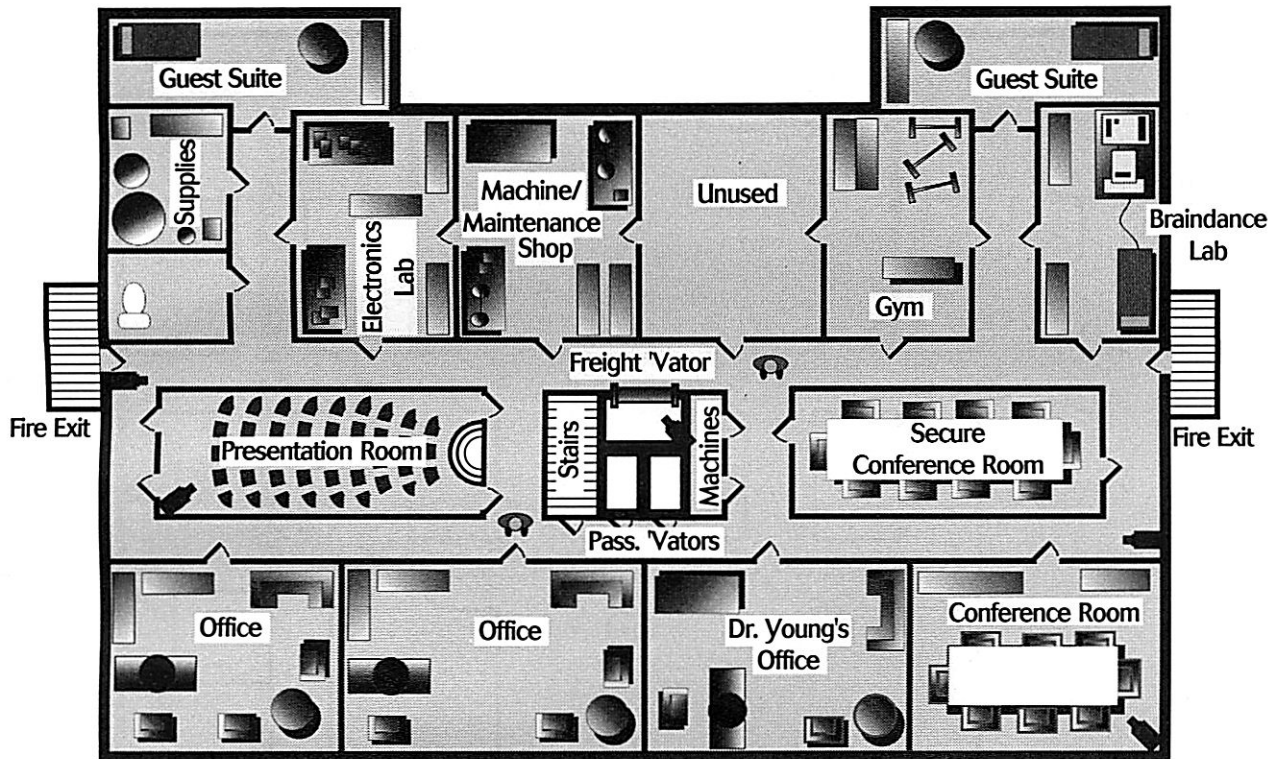 Guest Suite
Guest Suite
Supplies
Electronics
Lab
Machine/
Maintenance
Shop
Unused
Gym
Braindance
Lab
Fire Exit
Freight 'Vator
Presentation Room
Stairs
Machines
Secure
Conference Room
Fire Exit
Pass. 'Vators
Office
Office
Dr. Young's
Office
Conference Room